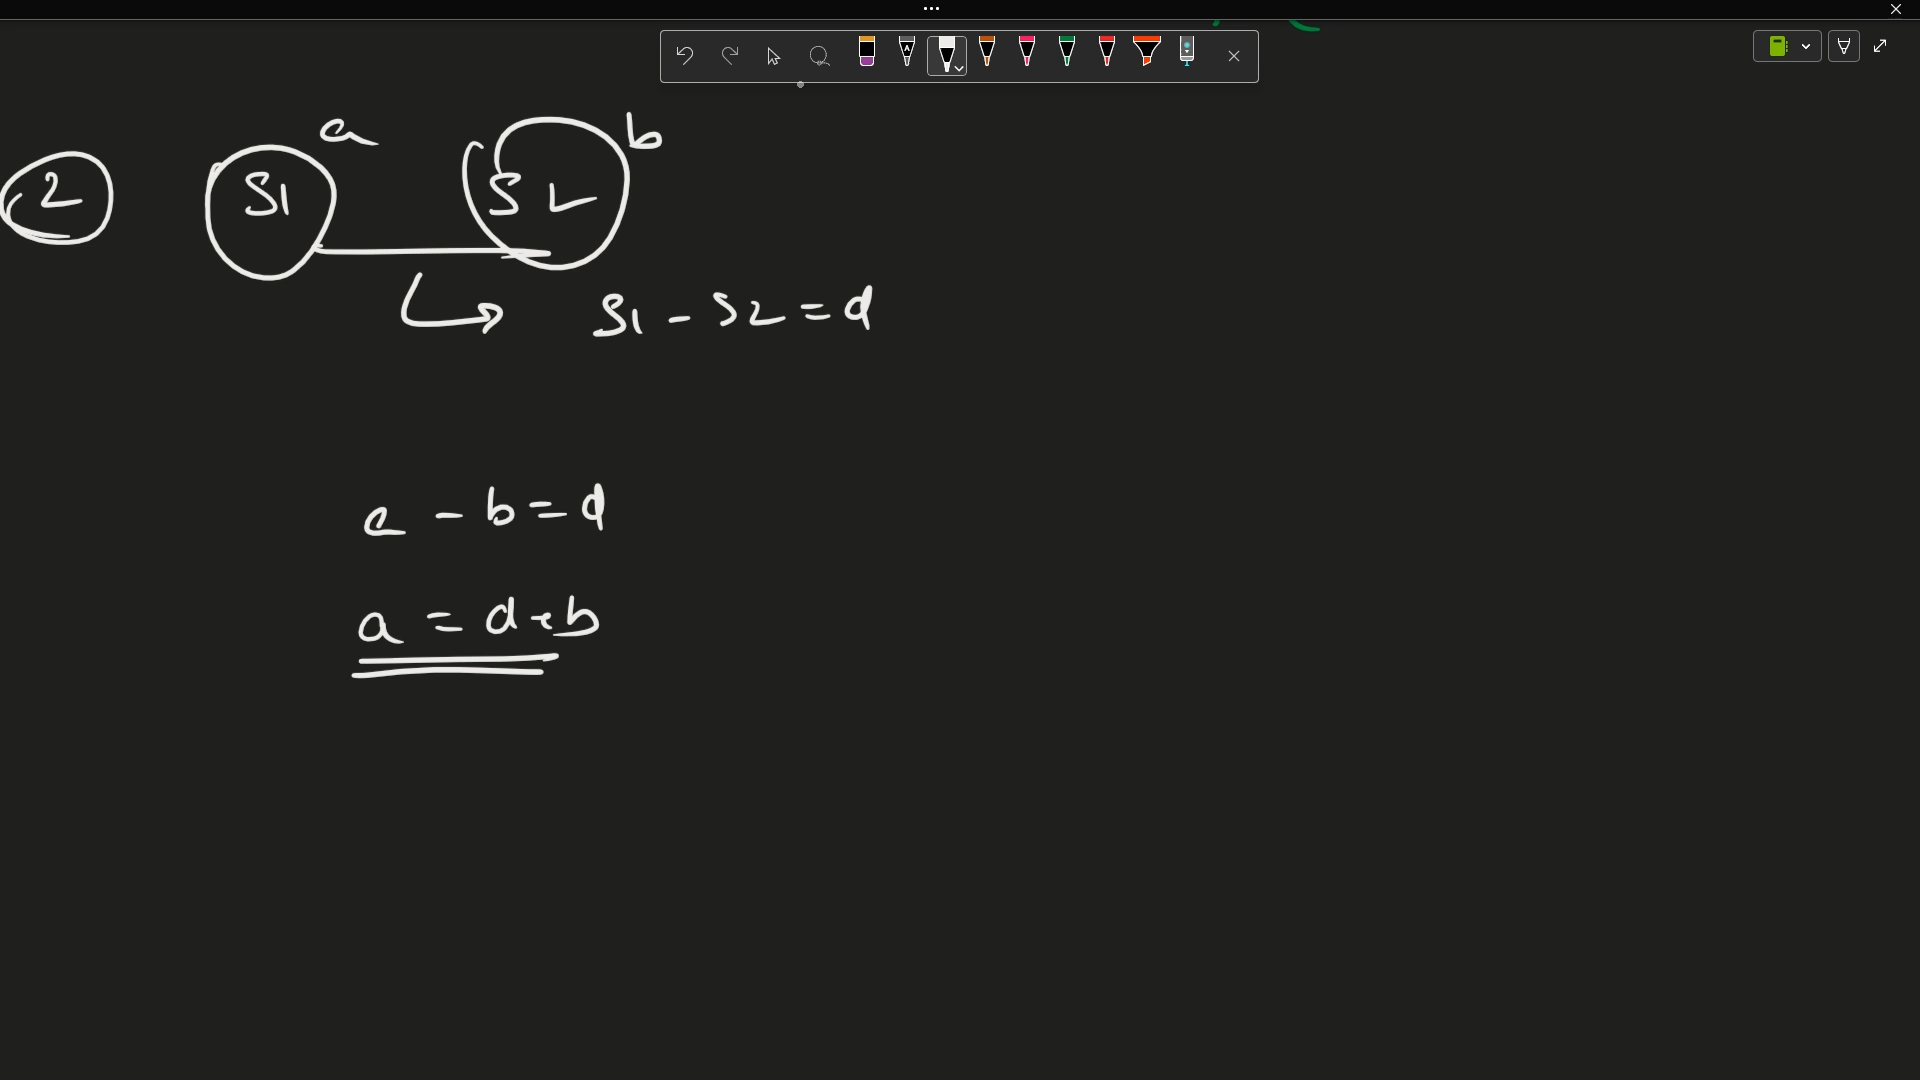 a b
2 S1 S2
S1 - S2 = d
a - b = d
a = d + b